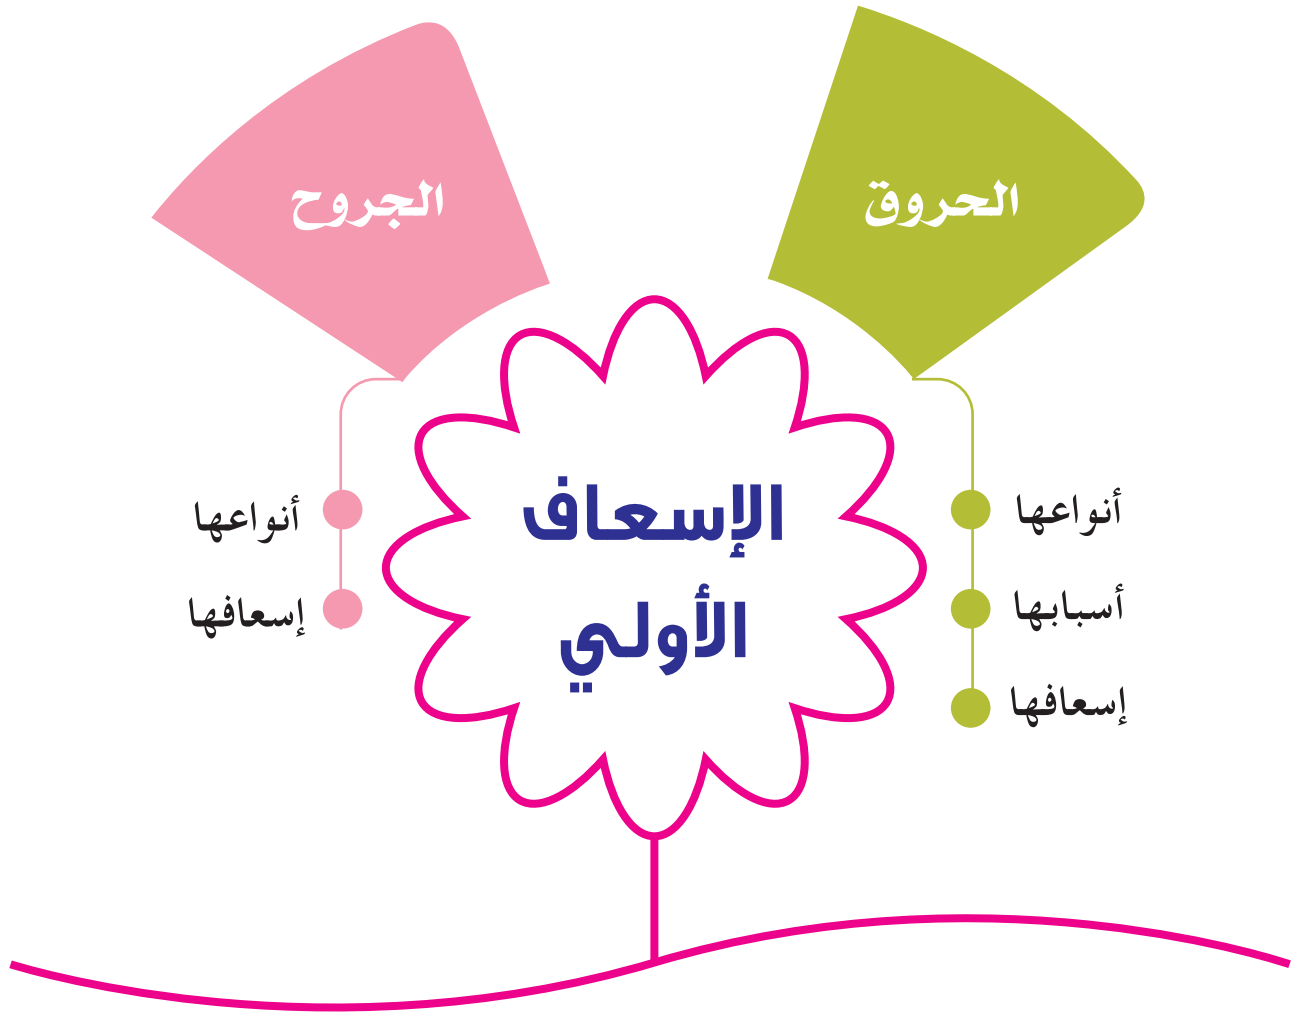 الحروق
الجروح
الإسعاف
الأولي
أنواعها
أسبابها
إسعافها
أنواعها
إسعافها